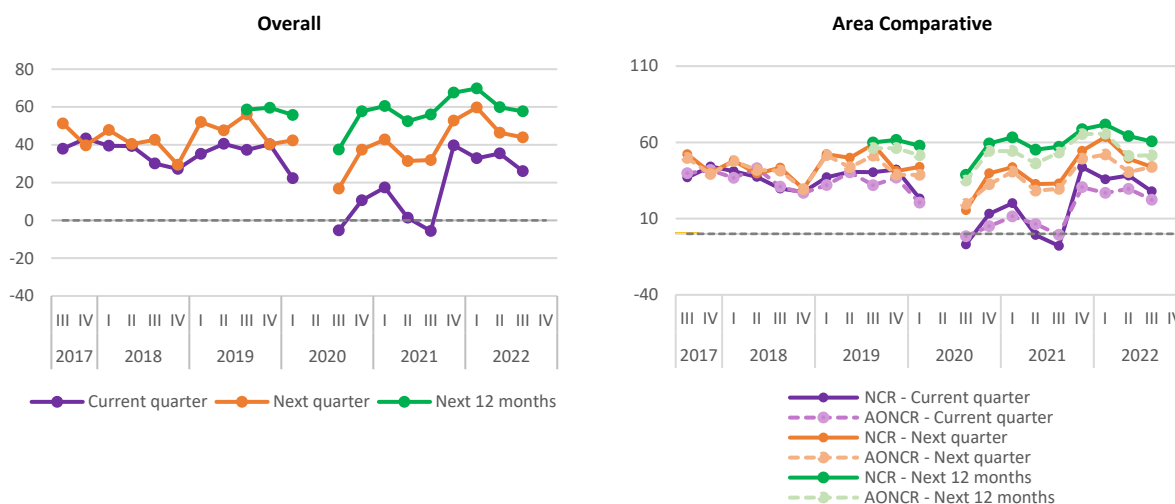 Overall
80
60
40
20
0
-20
-40
III IV I II III IV I II III IV I II III IV I II III IV I II III IV
2017 2018 2019 2020 2021 2022
Current quarter Next quarter Next 12 months
Area Comparative
110
60
10
-40
III IV I II III IV I II III IV I II III IV I II III IV I II III IV
2017 2018 2019 2020 2021 2022
NCR - Current quarter
AONCR - Current quarter
NCR - Next quarter
AONCR - Next quarter
NCR - Next 12 months
AONCR - Next 12 months